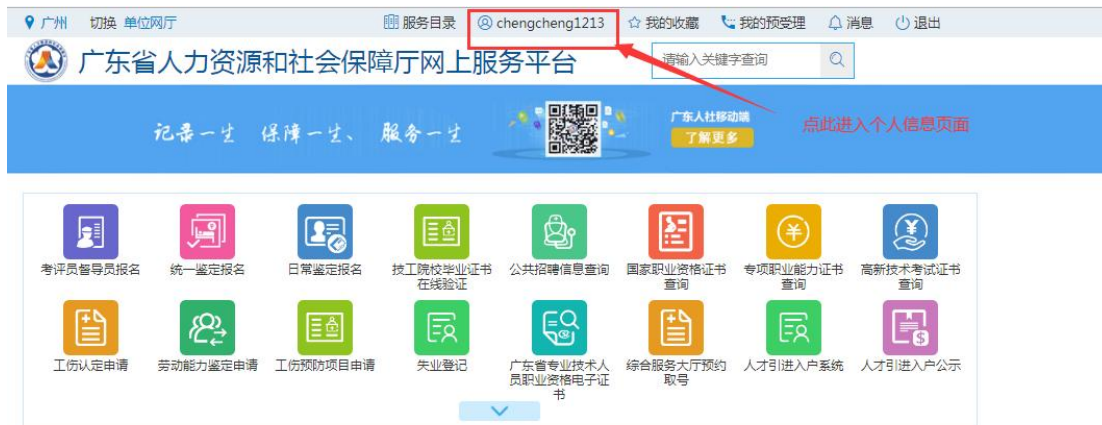 广州 切换 单位网厅 服务目录 chengcheng1213 我的收藏 我的预受理 消息 退出
广东省人力资源和社会保障厅网上服务平台 请输入关键字查询
记录一生 保障一生、 服务一生
广东人社移动端
了解更多
点此进入个人信息页面
考评员督导员报名 统一鉴定报名 日常鉴定报名 技工院校毕业证书 公共招聘信息查询 国家职业资格证书 专项职业能力证书 高新技术考试证书
在线验证 查询 查询 查询
工伤认定申请 劳动能力鉴定申请 工伤预防项目申请 失业登记 广东省专业技术人 综合服务大厅预约 人才引进入户系统 人才引进入户公示
员职业资格电子证 取号
书